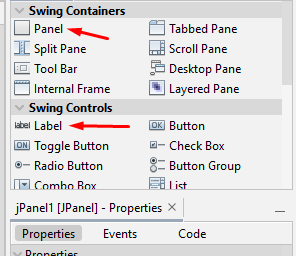 Swing Containers
Panel Tabbed Pane
Split Pane Scroll Pane
Tool Bar Desktop Pane
Internal Frame Layered Pane
Swing Controls
label Label OK Button
ON Toggle Button Check Box
Radio Button Button Group
Combo Box List
jPanel1 [JPanel] - Properties ×
Properties Events Code
Properties